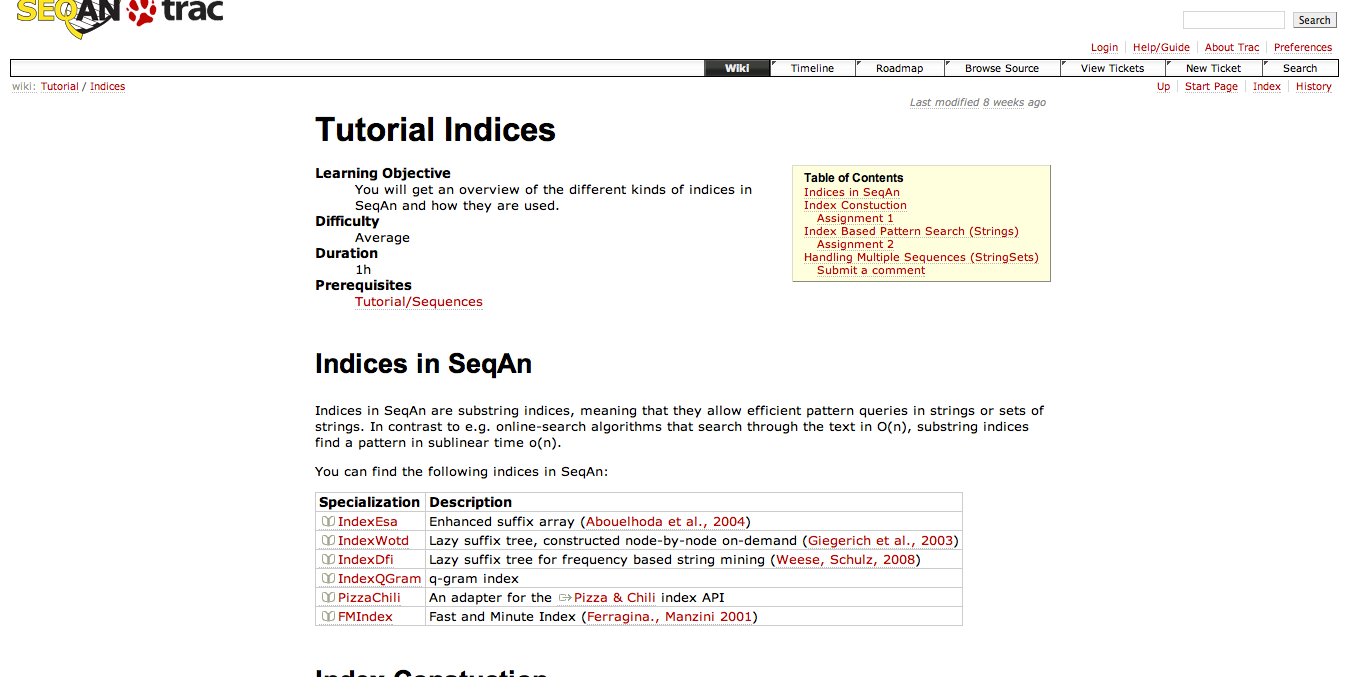 SEQAN trac
Search
Login Help/Guide About Trac Preferences
Wiki Timeline Roadmap Browse Source View Tickets New Ticket Search
wiki: Tutorial / Indices
Up Start Page Index History
Last modified 8 weeks ago
Tutorial Indices
Learning Objective
You will get an overview of the different kinds of indices in
SeqAn and how they are used.
Difficulty
Average
Duration
1h
Prerequisites
Tutorial/Sequences
Table of Contents
Indices in SeqAn
Index Constuction
Assignment 1
Index Based Pattern Search (Strings)
Assignment 2
Handling Multiple Sequences (StringSets)
Submit a comment
Indices in SeqAn
Indices in SeqAn are substring indices, meaning that they allow efficient pattern queries in strings or sets of
strings. In contrast to e.g. online-search algorithms that search through the text in O(n), substring indices
find a pattern in sublinear time o(n).
You can find the following indices in SeqAn:
Specialization Description
IndexEsa Enhanced suffix array (Abouelhoda et al., 2004)
IndexWotd Lazy suffix tree, constructed node-by-node on-demand (Giegerich et al., 2003)
IndexDfi Lazy suffix tree for frequency based string mining (Weese, Schulz, 2008)
IndexQGram q-gram index
PizzaChili An adapter for the Pizza & Chili index API
FMIndex Fast and Minute Index (Ferragina., Manzini 2001)
Index Constuction